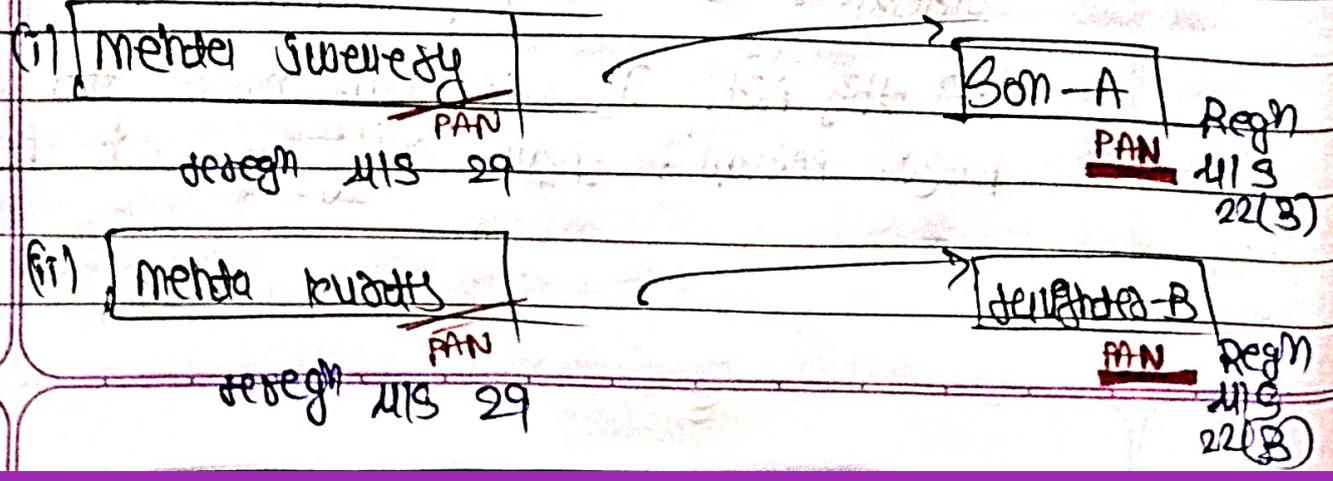 (i) Mehta Juwellery → Son-A
PAN PAN Regn
deregn U/S 29 U/S
22(3)
(ii) Mehta kurtis → daughter-B
PAN PAN Regn
deregn U/S 29 U/S
22(3)